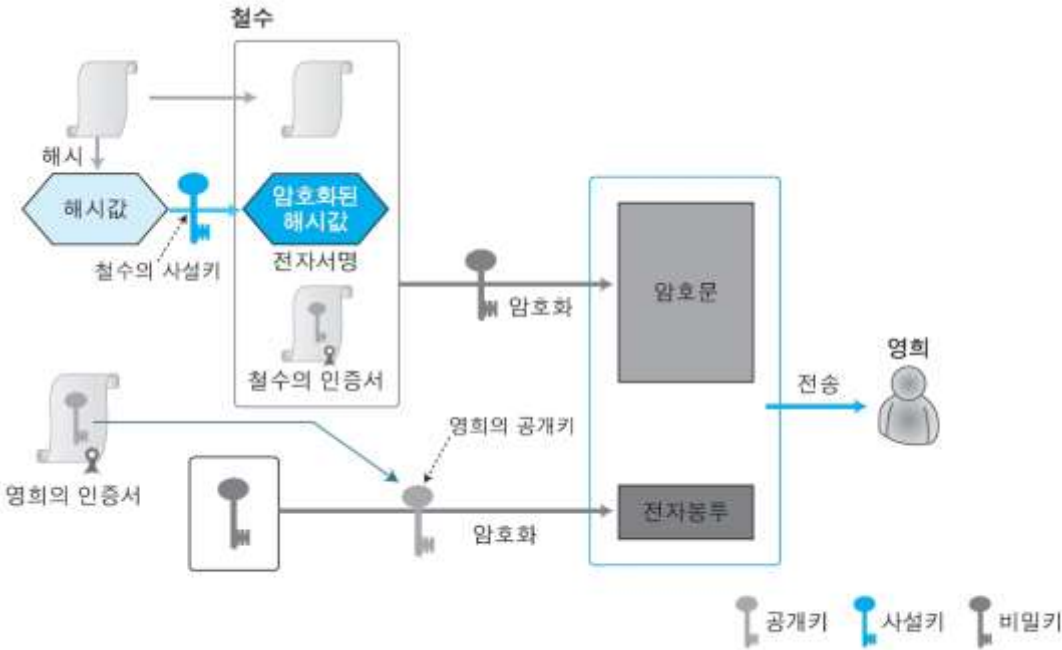 철수
해시
해시값
암호화된
해시값
전자서명
철수의 사설키
암호화
암호문
철수의 인증서
영희
전송
영희의 공개키
영희의 인증서
암호화
전자봉투
공개키
사설키
비밀키